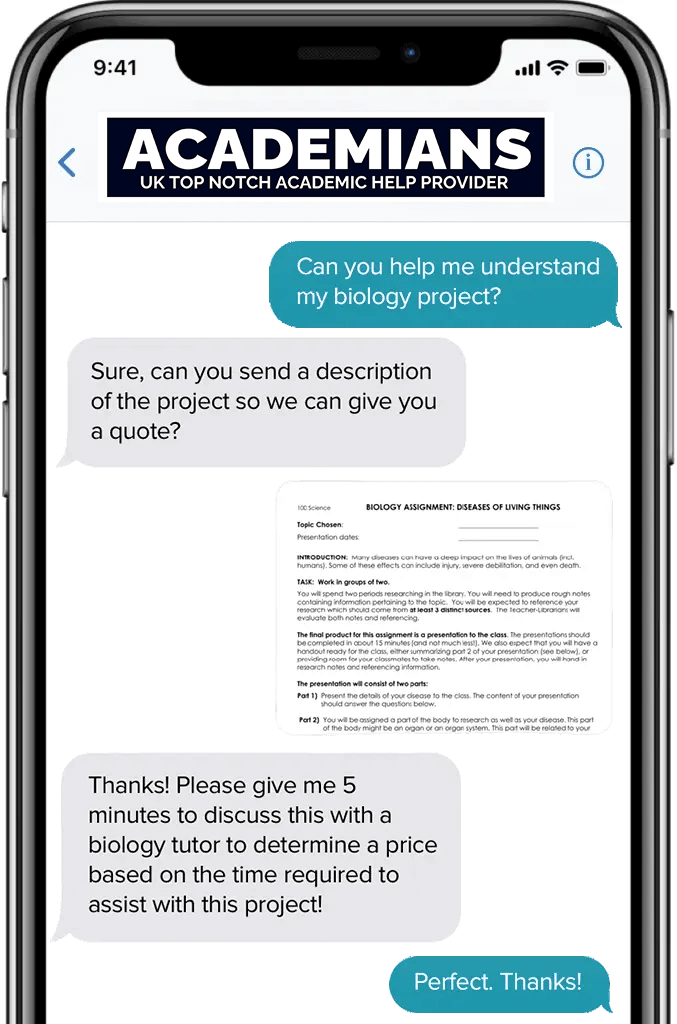 9:41
ACADEMIANS
UK TOP NOTCH ACADEMIC HELP PROVIDER
i
Can you help me understand
my biology project?
Sure, can you send a description
of the project so we can give you
a quote?
100 Science BIOLOGY ASSIGNMENT: DISEASES OF LIVING THINGS
Topic Chosen:
Presentation dates:
INTRODUCTION: Many diseases can have a deep impact on the lives of animals (incl.
humans). Some of these effects can include injury, severe debilitation, and even death.
TASK: Work in groups of two.
You will spend two periods researching in the library. You will need to produce rough notes
containing information pertaining to the topic. You will be expected to reference your
research which should come from at least 3 distinct sources. The Teacher-Librarians will
evaluate both notes and referencing.
The final product for this assignment is a presentation to the class. The presentations should
be completed in about 15 minutes (and not much less!). We also expect that you will have a
handout ready for the class, either summarizing part 2 of your presentation (see below), or
providing room for your classmates to take notes. After your presentation, you will hand in
research notes and referencing information.
The presentation will consist of two parts:
Part 1) Present the details of your disease to the class. The content of your presentation
should answer the questions below.
Part 2) You will be assigned a part of the body to research as well as your disease. This part
of the body might be an organ or an organ system. This part will be related to your
Thanks! Please give me 5
minutes to discuss this with a
biology tutor to determine a price
based on the time required to
assist with this project!
Perfect. Thanks!